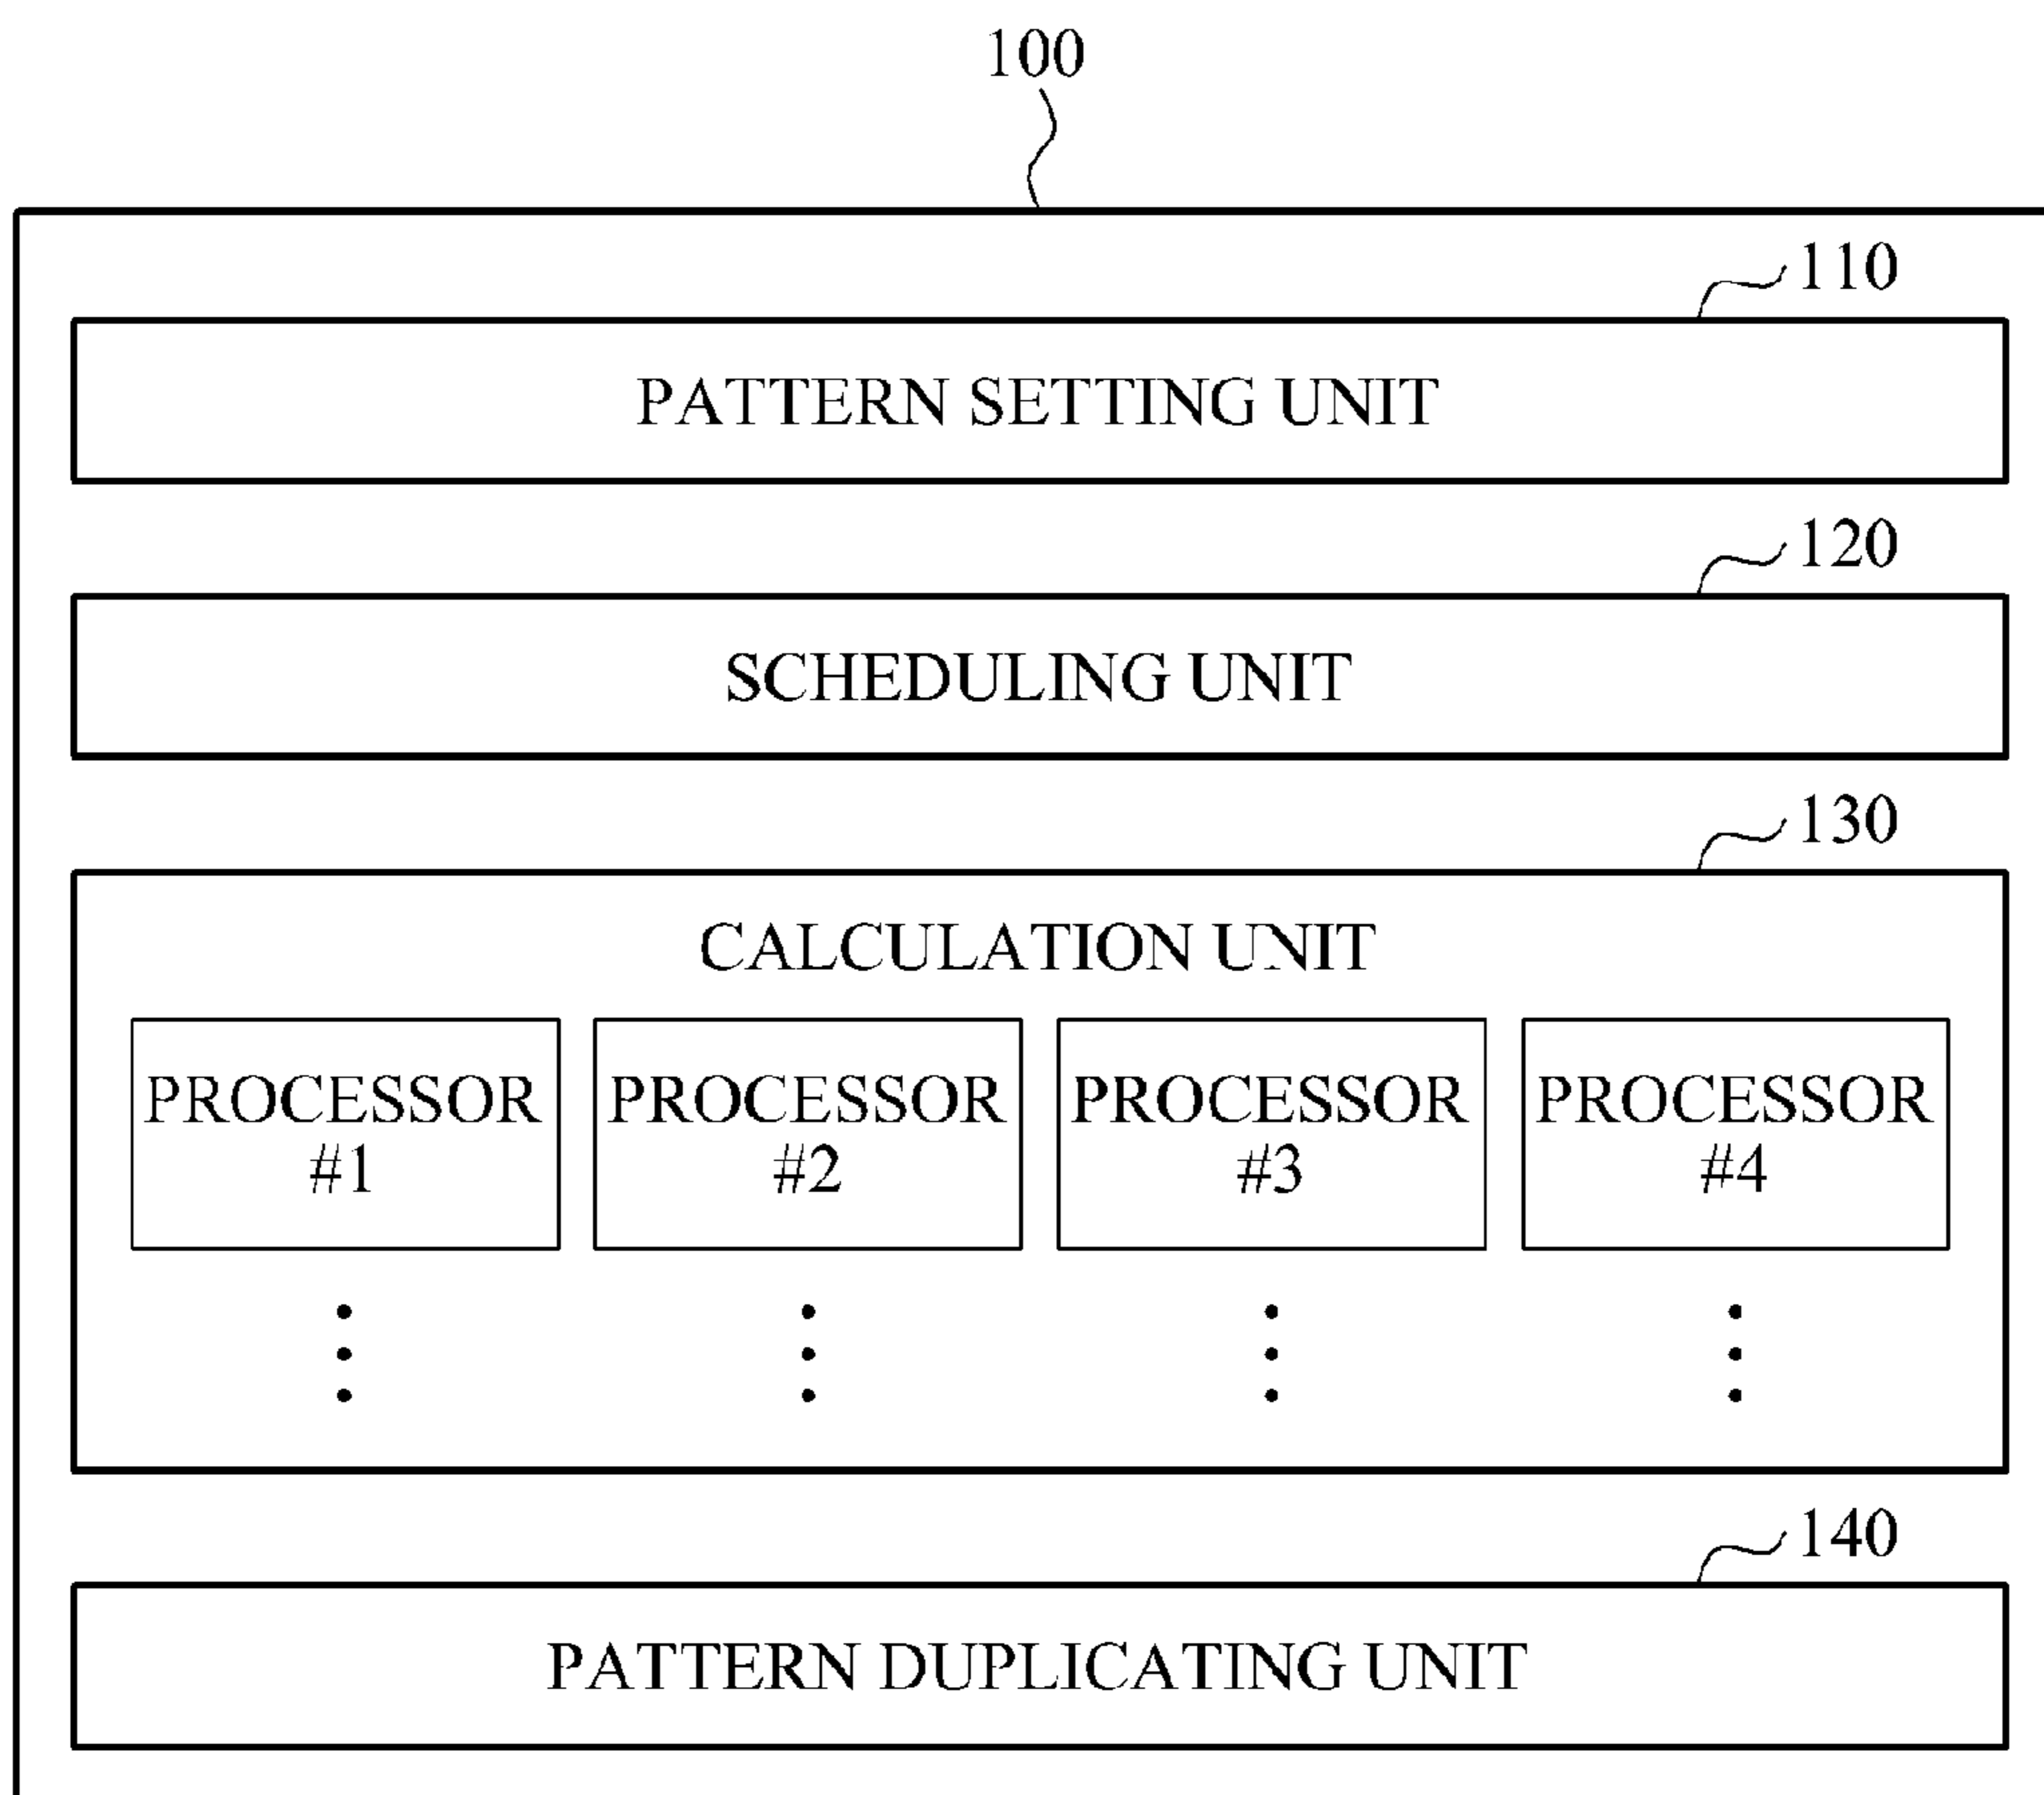 100
110
PATTERN SETTING UNIT
120
SCHEDULING UNIT
130
CALCULATION UNIT
PROCESSOR
#1
PROCESSOR
#2
PROCESSOR
#3
PROCESSOR
#4
140
PATTERN DUPLICATING UNIT